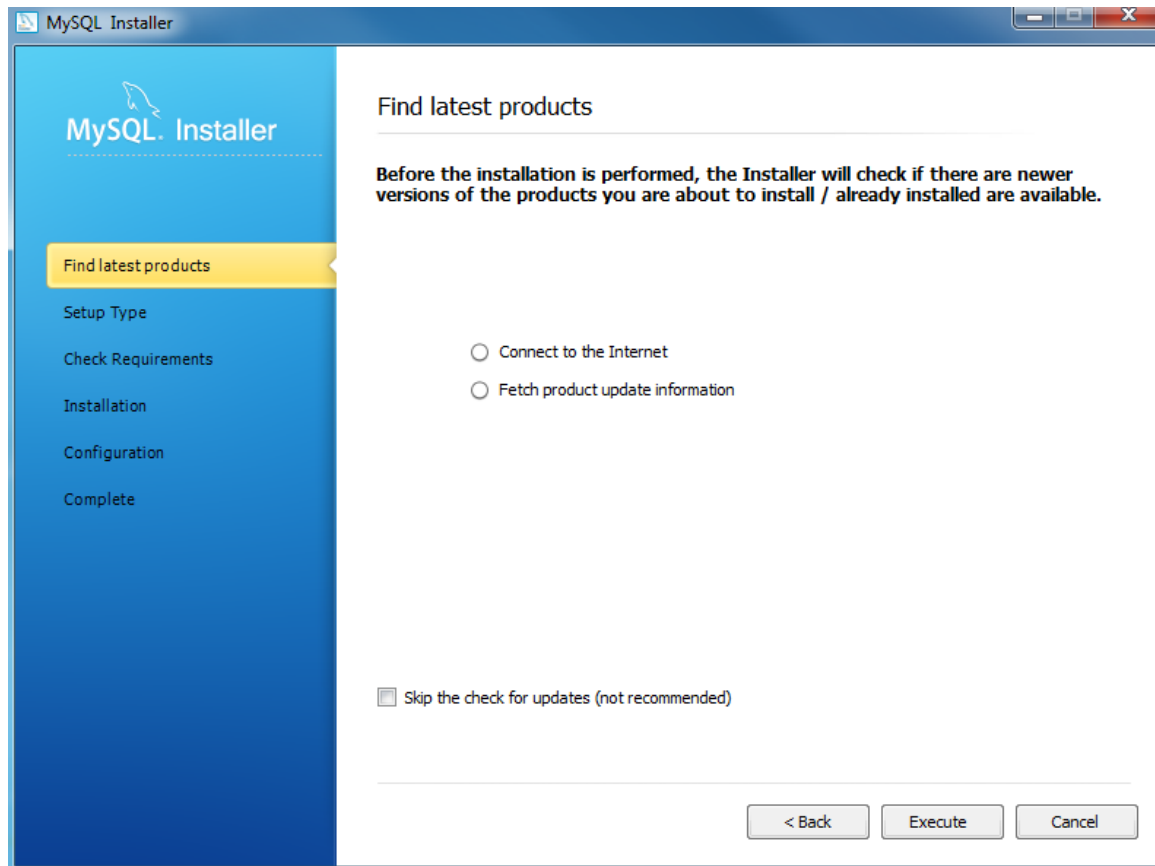 MySQL Installer
MySQL. Installer
Find latest products
Setup Type
Check Requirements
Installation
Configuration
Complete
Find latest products
Before the installation is performed, the Installer will check if there are newer
versions of the products you are about to install / already installed are available.
Connect to the Internet
Fetch product update information
Skip the check for updates (not recommended)
< Back
Execute
Cancel